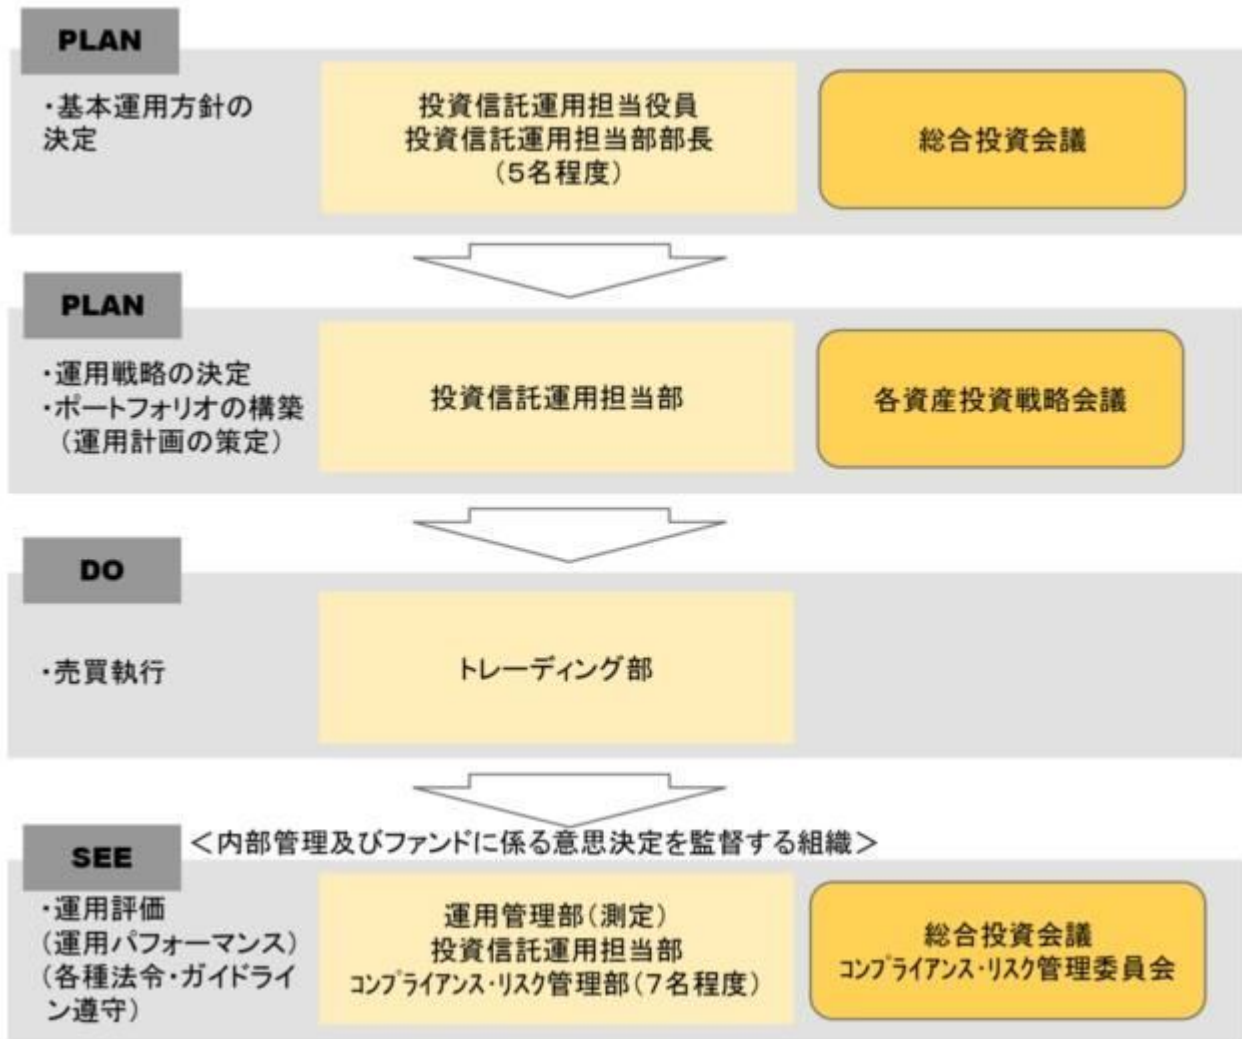 PLAN
・基本運用方針の
決定
投資信託運用担当役員
投資信託運用担当部部長
（5名程度）
総合投資会議
PLAN
・運用戦略の決定
・ポートフォリオの構築
（運用計画の策定）
投資信託運用担当部
各資産投資戦略会議
DO
・売買執行
トレーディング部
SEE
＜内部管理及びファンドに係る意思決定を監督する組織＞
・運用評価
(運用パフォーマンス)
(各種法令・ガイドライ
ン遵守)
運用管理部(測定)
投資信託運用担当部
ｺﾝﾌﾟﾗｲｱﾝｽ・ﾘｽｸ管理部(7名程度)
総合投資会議
ｺﾝﾌﾟﾗｲｱﾝｽ・ﾘｽｸ管理委員会